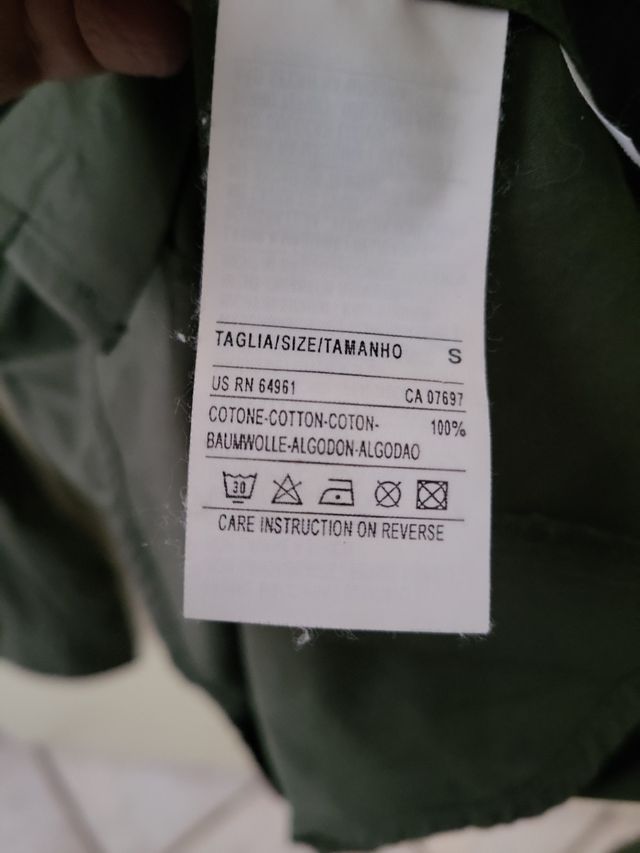 TAGLIA/SIZE/TAMANHO S
US RN 64961 CA 07697
COTONE-COTTON-COTON- 100%
BAUMWOLLE-ALGODON-ALGODAO
30
CARE INSTRUCTION ON REVERSE